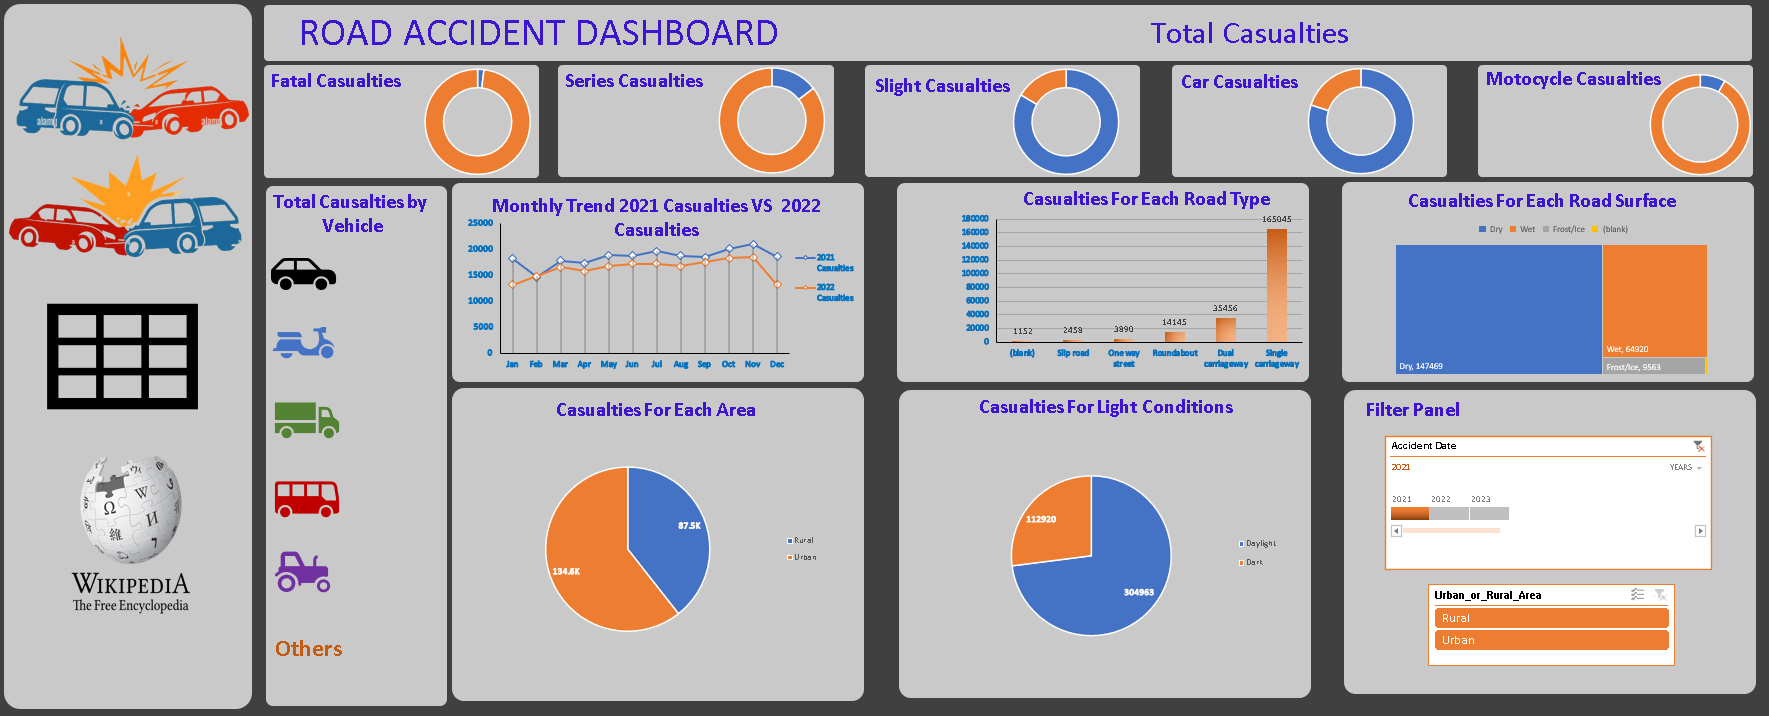 ROAD ACCIDENT DASHBOARD
Total Casualties
Fatal Casualties
Series Casualties
Slight Casualties
Car Casualties
Motocycle Casualties
alamy
a
a
alamy
WIKIPEDIA
The Free Encyclopedia
Total Causalties by
Vehicle
Others
Monthly Trend 2021 Casualties VS 2022
Casualties
25000
20000
15000
10000
5000
0
Jan Feb Mar Apr May Jun Jul Aug Sep Oct Nov Dec
2021
Casualties
2022
Casualties
Casualties For Each Road Type
180000
160000
140000
120000
100000
80000
60000
40000
20000
0
1152
2458
3890
14145
35456
165045
(blank)
Slip road
One way
street
Roundabout
Dual
carriageway
Single
carriageway
Casualties For Each Road Surface
Dry Wet Frost/Ice (blank)
Dry, 147469
Wet, 64920
Frost/Ice, 9563
Casualties For Each Area
87.5K
134.6K
Rural
Urban
Casualties For Light Conditions
112920
304963
Daylight
Dark
Filter Panel
Accident Date
2021
YEARS
2021 2022 2023
Urban_or_Rural_Area
Rural
Urban